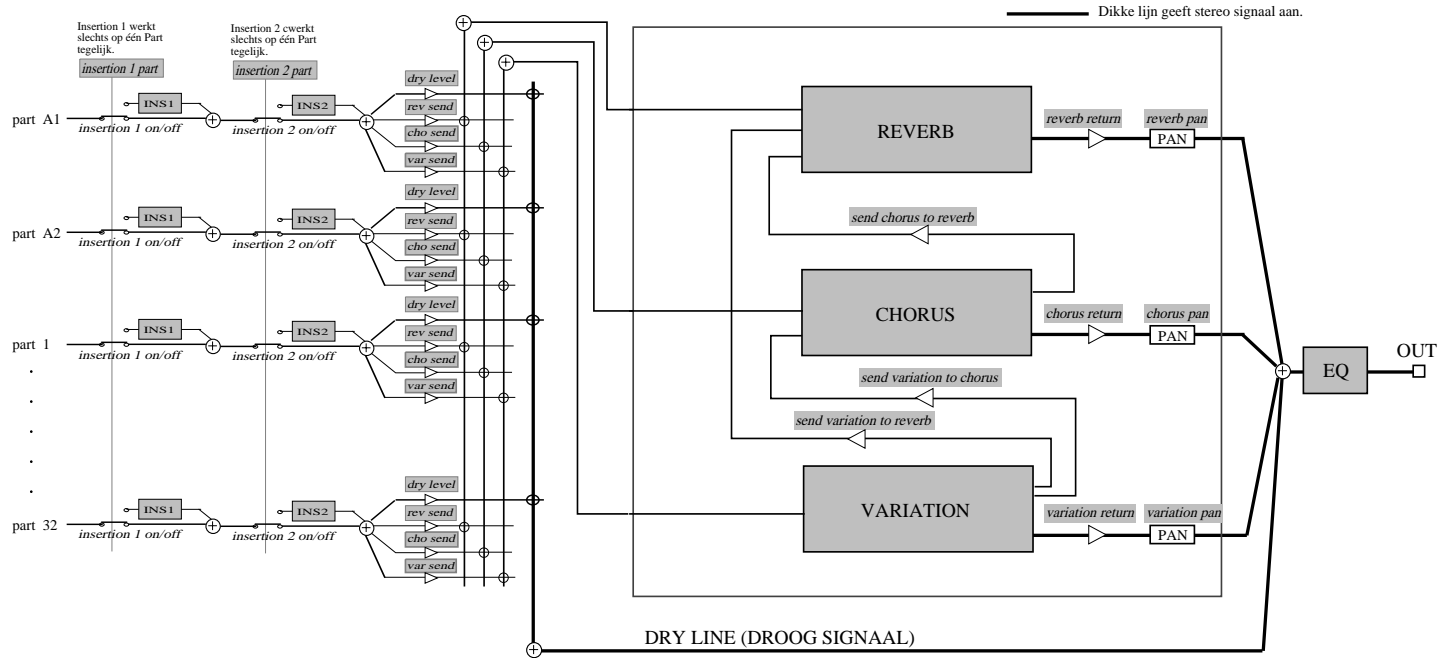 Dikke lijn geeft stereo signaal aan.
Insertion 1 werkt
slechts op één Part
tegelijk.
Insertion 2 cwerkt
slechts op één Part
tegelijk.
insertion 1 part
insertion 2 part
part A1
INS1
insertion 1 on/off
INS2
insertion 2 on/off
dry level
rev send
cho send
var send
part A2
INS1
insertion 1 on/off
INS2
insertion 2 on/off
dry level
rev send
cho send
var send
part 1
INS1
insertion 1 on/off
INS2
insertion 2 on/off
dry level
rev send
cho send
var send
.
.
.
.
.
part 32
INS1
insertion 1 on/off
INS2
insertion 2 on/off
dry level
rev send
cho send
var send
REVERB
reverb return
reverb pan
PAN
send chorus to reverb
CHORUS
chorus return
chorus pan
PAN
send variation to chorus
send variation to reverb
VARIATION
variation return
variation pan
PAN
EQ
OUT
DRY LINE (DROOG SIGNAAL)